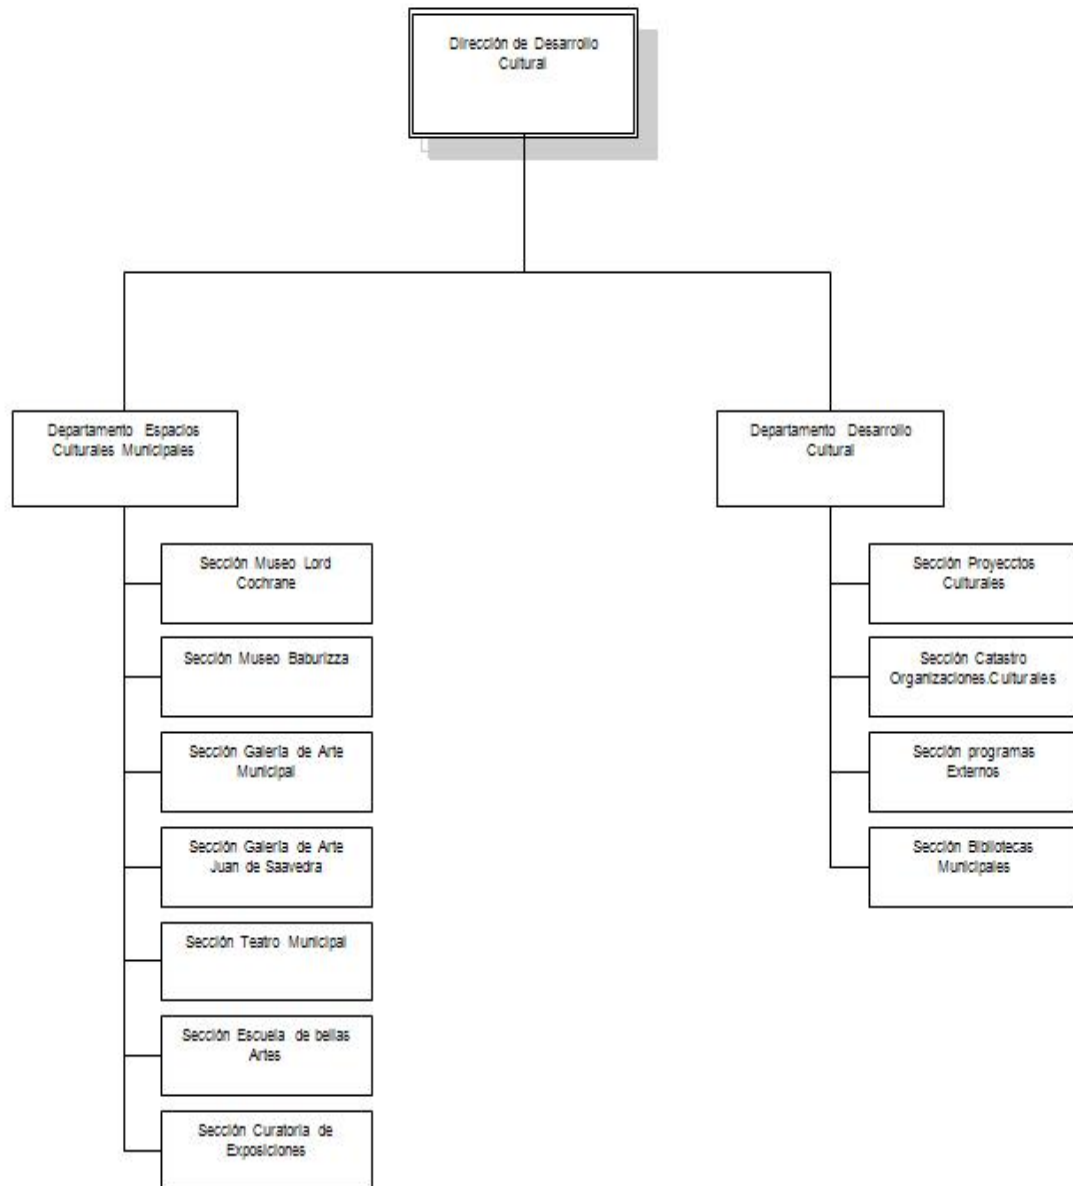 Dirección de Desarrollo
Cultural
Departamento Espacios
Culturales Municipales
Sección Museo Lord
Cochrane
Sección Museo Baburizza
Sección Galería de Arte
Municipal
Sección Galería de Arte
Juan de Saavedra
Sección Teatro Municipal
Sección Escuela de bellas
Artes
Sección Curatoria de
Exposiciones
Departamento Desarrollo
Cultural
Sección Proyecctos
Culturales
Sección Catastro
Organizaciones.Culturales
Sección programas
Externos
Sección Bibliotecas
Municipales